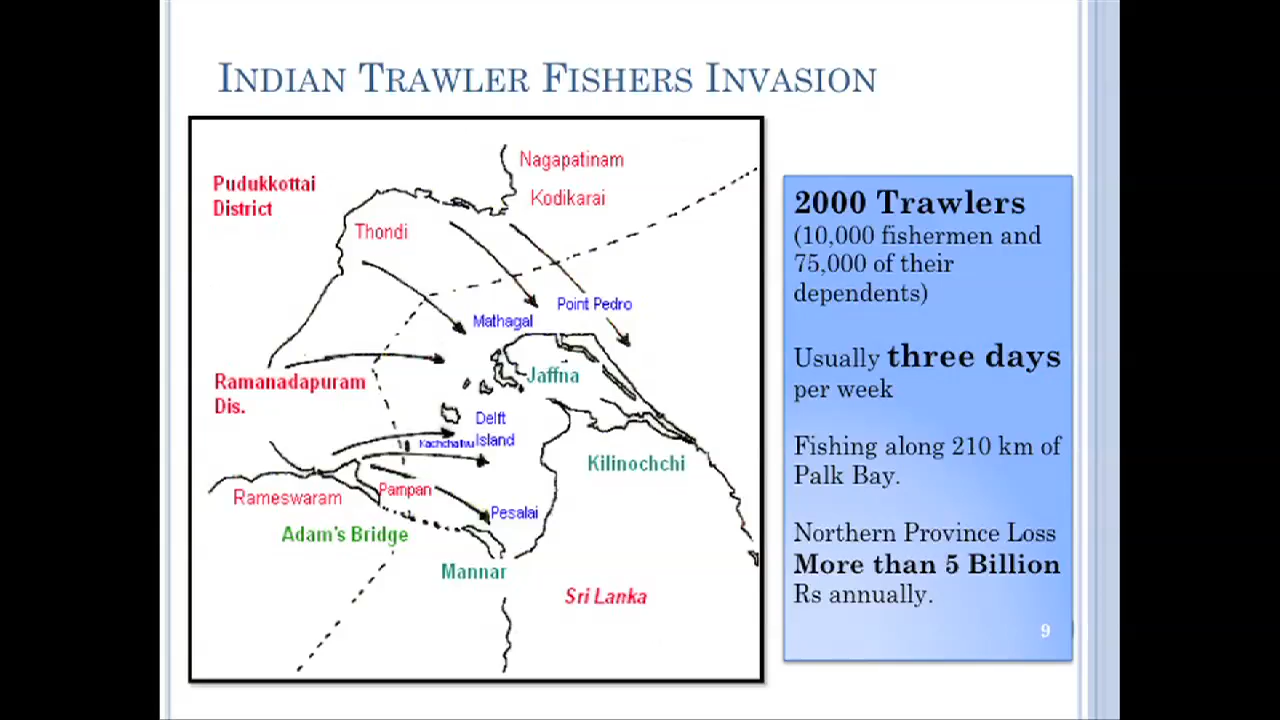 INDIAN TRAWLER FISHERS INVASION
Nagapatinam
Pudukkottai
District
Kodikarai
Thondi
Point Pedro
Mathagal
Jaffna
Ramanadapuram
Dis.
Delft
Island
Kachchativu
Kilinochchi
Pampan
Rameswaram
Pesalai
Adam's Bridge
Mannar
Sri Lanka
2000 Trawlers
(10,000 fishermen and
75,000 of their
dependents)
Usually three days
per week
Fishing along 210 km of
Palk Bay.
Northern Province Loss
More than 5 Billion
Rs annually.
9